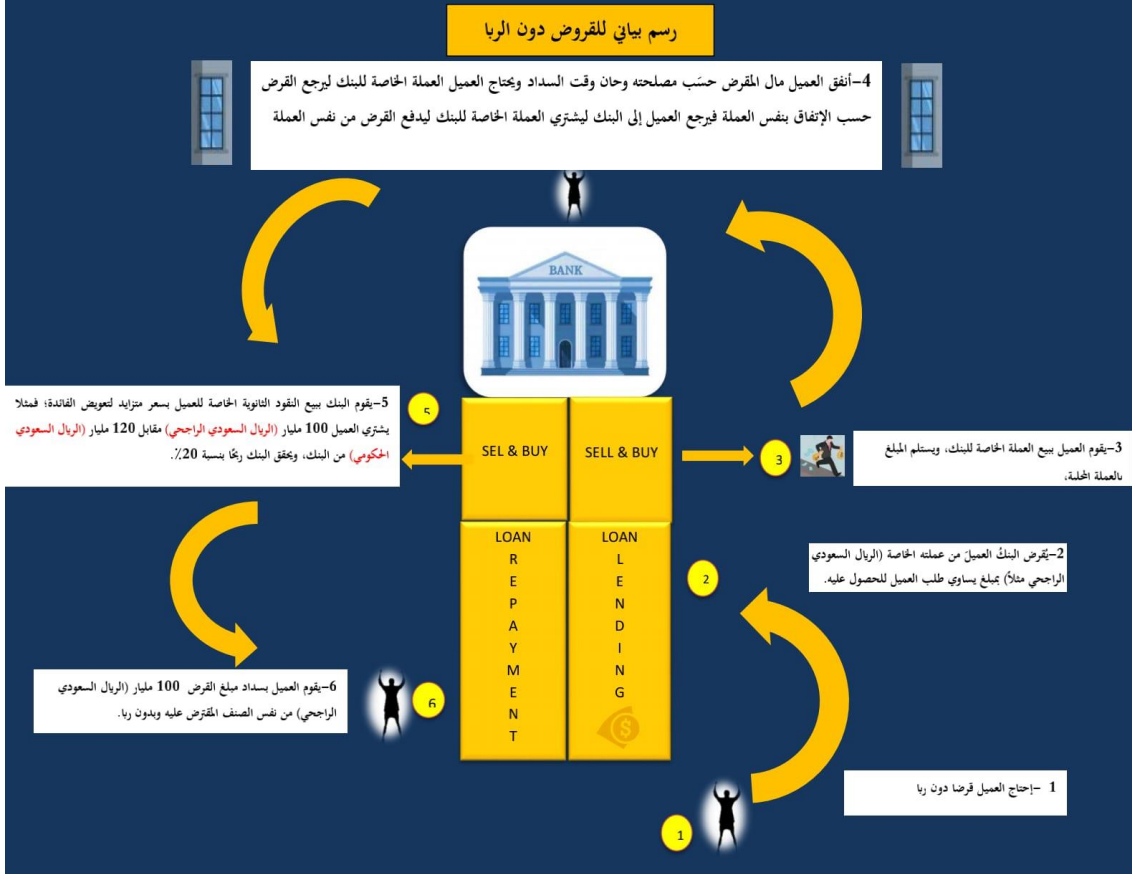 رسم بياني للقروض دون الربا
4-أنفق العميل مال المقرض حسَب مصلحته وحان وقت السداد ويحتاج العميل العملة الخاصة للبنك ليرجع القرض
حسب الإتفاق بنفس العملة فيرجع العميل إلى البنك ليشتري العملة الخاصة للبنك ليدفع القرض من نفس العملة
BANK
5-يقوم البنك ببيع النقود الثانوية الخاصة للعميل بسعر متزايد لتعويض الفائدة؛ فمثلا
يشتري العميل 100 مليار (الريال السعودي الراجحي) مقابل 120 مليار (الريال السعودي
الحكومي) من البنك، ويحقق البنك ربحًا بنسبة 20٪.
5
SEL & BUY
SELL & BUY
3
3-يقوم العميل ببيع العملة الخاصة للبنك، ويستلم المبلغ
بالعملة المحلية،
LOAN
R
E
P
A
Y
M
E
N
T
LOAN
L
E
N
D
I
N
G
$
2
2-يُقرض البنكُ العميلَ من عملته الخاصة (الريال السعودي
الراجحي مثلاً) بمبلغ يساوي طلب العميل للحصول عليه.
6-يقوم العميل بسداد مبلغ القرض 100 مليار (الريال السعودي
الراجحي) من نفس الصنف المقترض عليه وبدون ربا.
6
1 -إحتاج العميل قرضا دون ربا
1